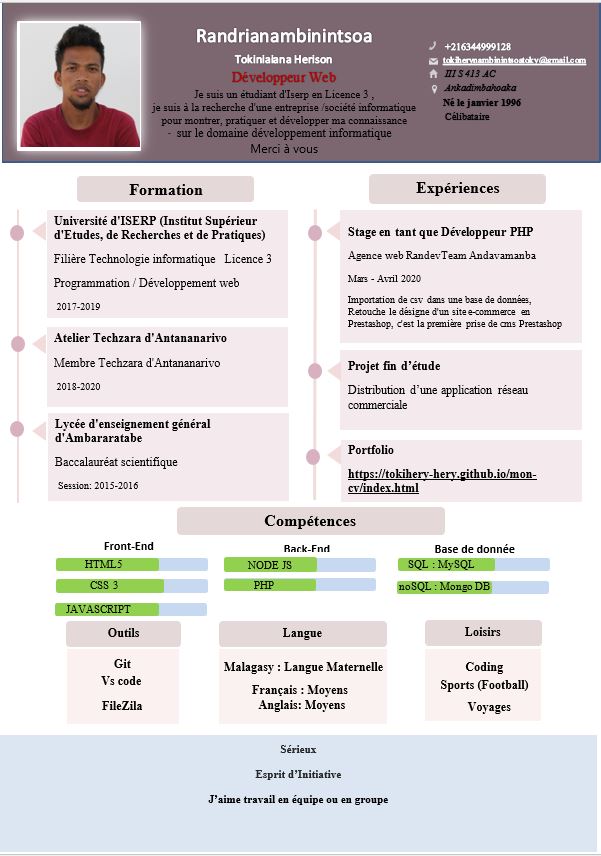 Randrianambinintsoa
Tokiniaina Herison
Développeur Web
Je suis un étudiant d'Iserp en Licence 3 ,
je suis à la recherche d'une entreprise /société informatique
pour montrer, pratiquer et développer ma connaissance
- sur le domaine développement informatique
Merci à vous
+216344999128
tokiherynambinintsoatoky@gmail.com
III S 413 AC
Ankadimbahoaka
Né le janvier 1996
Célibataire
Formation
Université d'ISERP (Institut Supérieur
d'Etudes, de Recherches et de Pratiques)
Filière Technologie informatique Licence 3
Programmation / Développement web
2017-2019
Atelier Techzara d'Antananarivo
Membre Techzara d'Antananarivo
2018-2020
Lycée d'enseignement général
d'Ambararatabe
Baccalauréat scientifique
Session: 2015-2016
Expériences
Stage en tant que Développeur PHP
Agence web RandevTeam Andavamanba
Mars - Avril 2020
Importation de csv dans une base de données,
Retouche le désigne d'un site e-commerce en
Prestashop, c'est la première prise de cms Prestashop
Projet fin d’étude
Distribution d’une application réseau
commerciale
Portfolio
https://tokihery-hery.github.io/mon-
cv/index.html
Compétences
Front-End
HTML5
CSS 3
JAVASCRIPT
Back-End
NODE JS
PHP
Base de donnée
SQL : MySQL
noSQL : Mongo DB
Outils
Git
Vs code
FileZila
Langue
Malagasy : Langue Maternelle
Français : Moyens
Anglais: Moyens
Loisirs
Coding
Sports (Football)
Voyages
Sérieux
Esprit d’Initiative
J’aime travail en équipe ou en groupe